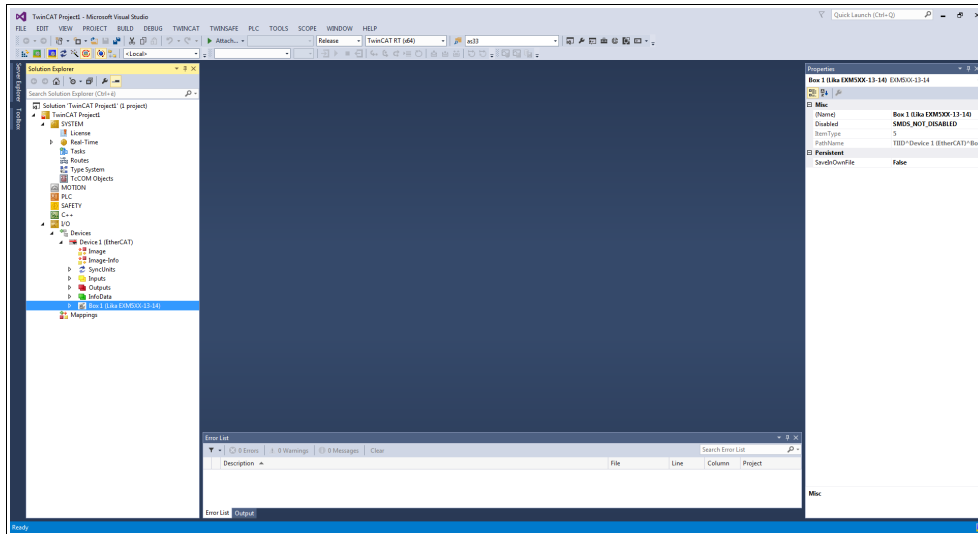 TwinCAT Project1 - Microsoft Visual Studio
Quick Launch (Ctrl+Q)
FILE EDIT VIEW PROJECT BUILD DEBUG TWINCAT TWINSAFE PLC TOOLS SCOPE WINDOW HELP
Attach... Release TwinCAT RT (x64) as33
<Local>
Server Explorer
Toolbox
Solution Explorer
Search Solution Explorer (Ctrl+è)
Solution 'TwinCAT Project1' (1 project)
TwinCAT Project1
SYSTEM
License
Real-Time
Tasks
Routes
Type System
TcCOM Objects
MOTION
PLC
SAFETY
C++
I/O
Devices
Device 1 (EtherCAT)
Image
Image-Info
SyncUnits
Inputs
Outputs
InfoData
Box 1 (Lika EXM5XX-13-14)
Mappings
Error List
0 Errors 0 Warnings 0 Messages Clear
Search Error List
Description File Line Column Project
Error List Output
Properties
Box 1 (Lika EXM5XX-13-14) EXM5XX-13-14
Misc
(Name) Box 1 (Lika EXM5XX-13-14)
Disabled SMDS_NOT_DISABLED
ItemType 5
PathName TIID^Device 1 (EtherCAT)^Bo
Persistent
SaveInOwnFile False
Misc
Ready